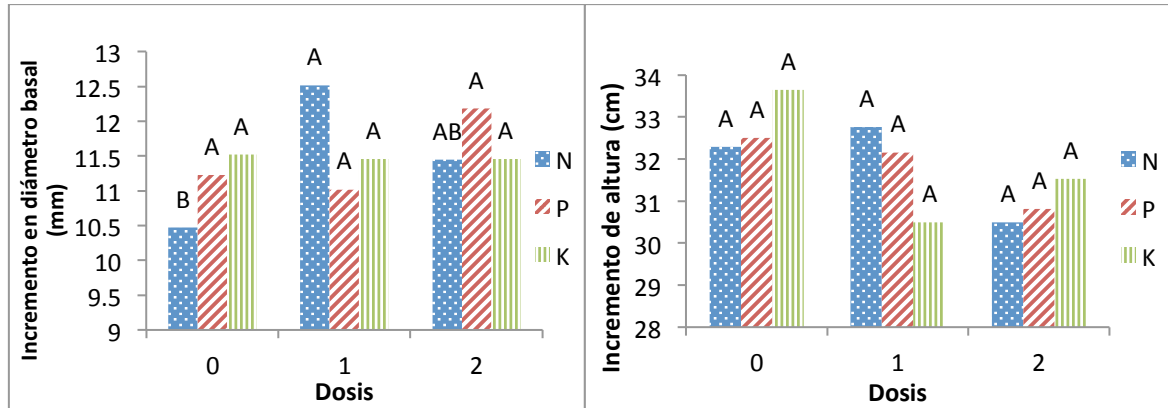 Incremento en diámetro basal
(mm)
13
12.5
12
11.5
11
10.5
10
9.5
9
B
A
A
A
A
A
AB
A
A
0
1
2
Dosis
N
P
K
Incremento de altura (cm)
34
33
32
31
30
29
28
A
A
A
A
A
A
A
A
A
0
1
2
Dosis
N
P
K